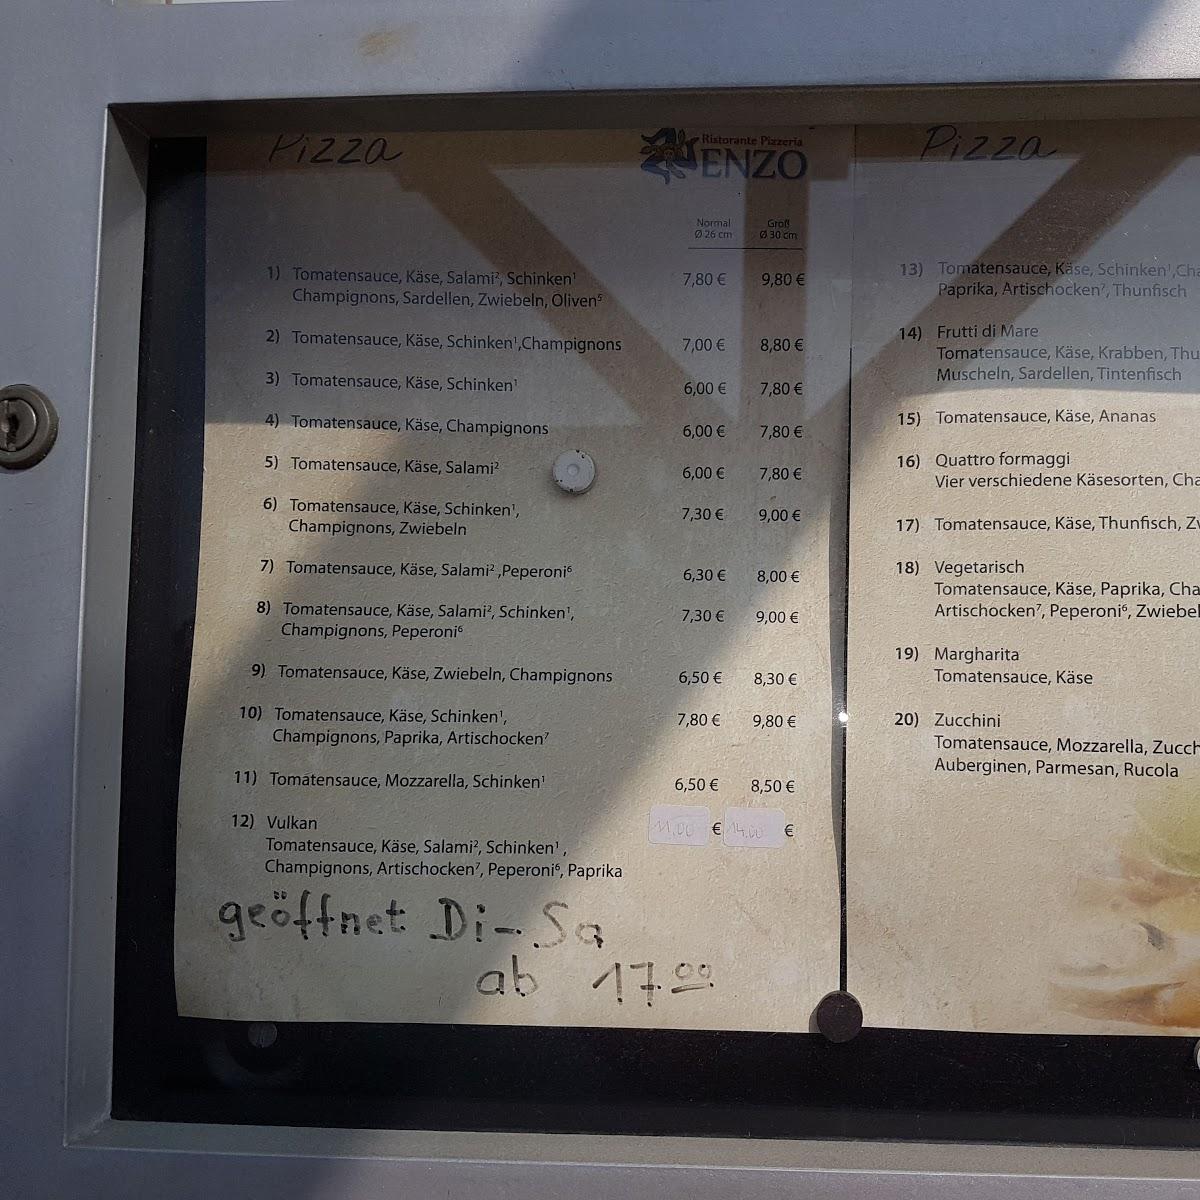 Pizza
Ristorante Pizzeria
ENZO
Normal Groß
Ø 26 cm Ø 30 cm
1) Tomatensauce, Käse, Salami², Schinken¹ 7,80 € 9,80 €
Champignons, Sardellen, Zwiebeln, Oliven⁵
2) Tomatensauce, Käse, Schinken¹,Champignons 7,00 € 8,80 €
3) Tomatensauce, Käse, Schinken¹ 6,00 € 7,80 €
4) Tomatensauce, Käse, Champignons 6,00 € 7,80 €
5) Tomatensauce, Käse, Salami² 6,00 € 7,80 €
6) Tomatensauce, Käse, Schinken¹, 7,30 € 9,00 €
Champignons, Zwiebeln
7) Tomatensauce, Käse, Salami² ,Peperoni⁶ 6,30 € 8,00 €
8) Tomatensauce, Käse, Salami², Schinken¹, 7,30 € 9,00 €
Champignons, Peperoni⁶
9) Tomatensauce, Käse, Zwiebeln, Champignons 6,50 € 8,30 €
10) Tomatensauce, Käse, Schinken¹, 7,80 € 9,80 €
Champignons, Paprika, Artischocken⁷
11) Tomatensauce, Mozzarella, Schinken¹ 6,50 € 8,50 €
12) Vulkan 11.00 € 14.00 €
Tomatensauce, Käse, Salami², Schinken¹ ,
Champignons, Artischocken⁷, Peperoni⁶, Paprika
geöffnet Di-Sa
ab 17⁰⁰
Pizza
13) Tomatensauce, Käse, Schinken¹,Cha
Paprika, Artischocken⁷, Thunfisch
14) Frutti di Mare
Tomatensauce, Käse, Krabben, Thu
Muscheln, Sardellen, Tintenfisch
15) Tomatensauce, Käse, Ananas
16) Quattro formaggi
Vier verschiedene Käsesorten, Cha
17) Tomatensauce, Käse, Thunfisch, Zw
18) Vegetarisch
Tomatensauce, Käse, Paprika, Cha
Artischocken⁷, Peperoni⁶, Zwiebel
19) Margharita
Tomatensauce, Käse
20) Zucchini
Tomatensauce, Mozzarella, Zucch
Auberginen, Parmesan, Rucola